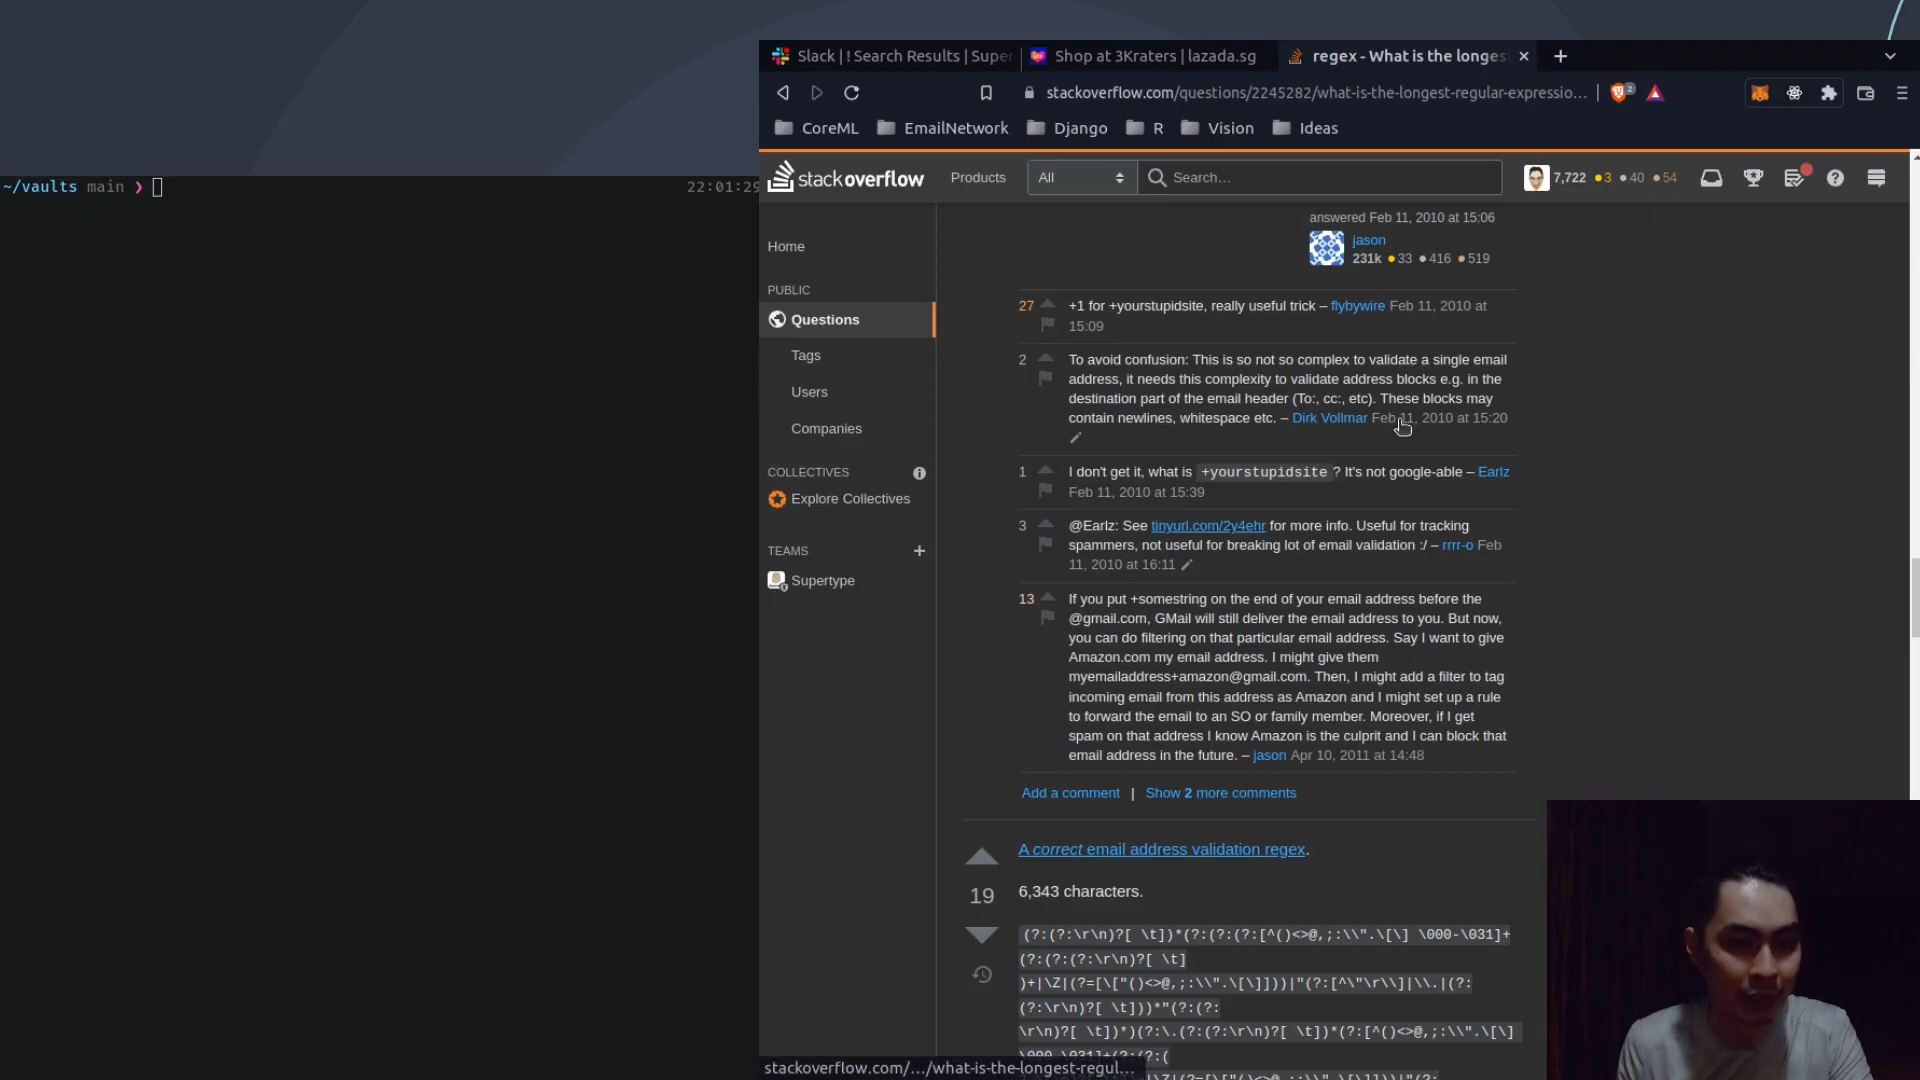 Slack | ! Search Results | Super
Shop at 3Kraters | lazada.sg
regex - What is the longes
stackoverflow.com/questions/2245282/what-is-the-longest-regular-expressio...
2
CoreML
EmailNetwork
Django
R
Vision
Ideas
~/vaults main ❯
22:01:29
stackoverflow
Products
All
Search...
7,722 3 40 54
Home
PUBLIC
Questions
Tags
Users
Companies
COLLECTIVES
Explore Collectives
TEAMS
Supertype
answered Feb 11, 2010 at 15:06
jason
231k 33 416 519
27 +1 for +yourstupidsite, really useful trick – flybywire Feb 11, 2010 at
15:09
2 To avoid confusion: This is so not so complex to validate a single email
address, it needs this complexity to validate address blocks e.g. in the
destination part of the email header (To:, cc:, etc). These blocks may
contain newlines, whitespace etc. – Dirk Vollmar Feb 11, 2010 at 15:20
1 I don't get it, what is +yourstupidsite ? It's not google-able – Earlz
Feb 11, 2010 at 15:39
3 @Earlz: See tinyurl.com/2y4ehr for more info. Useful for tracking
spammers, not useful for breaking lot of email validation :/ – rrrr-o Feb
11, 2010 at 16:11
13 If you put +somestring on the end of your email address before the
@gmail.com, GMail will still deliver the email address to you. But now,
you can do filtering on that particular email address. Say I want to give
Amazon.com my email address. I might give them
myemailaddress+amazon@gmail.com. Then, I might add a filter to tag
incoming email from this address as Amazon and I might set up a rule
to forward the email to an SO or family member. Moreover, if I get
spam on that address I know Amazon is the culprit and I can block that
email address in the future. – jason Apr 10, 2011 at 14:48
Add a comment | Show 2 more comments
A correct email address validation regex.
19
6,343 characters.
(?:(?:\r\n)?[ \t])*(?:(?:(?:[^()<>@,;:\\".\[\] \000-\031]+
(?:(?:(?:\r\n)?[ \t]
)+|\Z|(?=[\["()<>@,;:\\".\[\]]))|"(?:[^\"\r\\]|\\.|(?:
(?:\r\n)?[ \t]))*"(?:(?:
\r\n)?[ \t])*)(?:\.(?:(?:\r\n)?[ \t])*(?:[^()<>@,;:\\".\[\]
\000-\031]+(?:(?:(
stackoverflow.com/.../what-is-the-longest-regul...